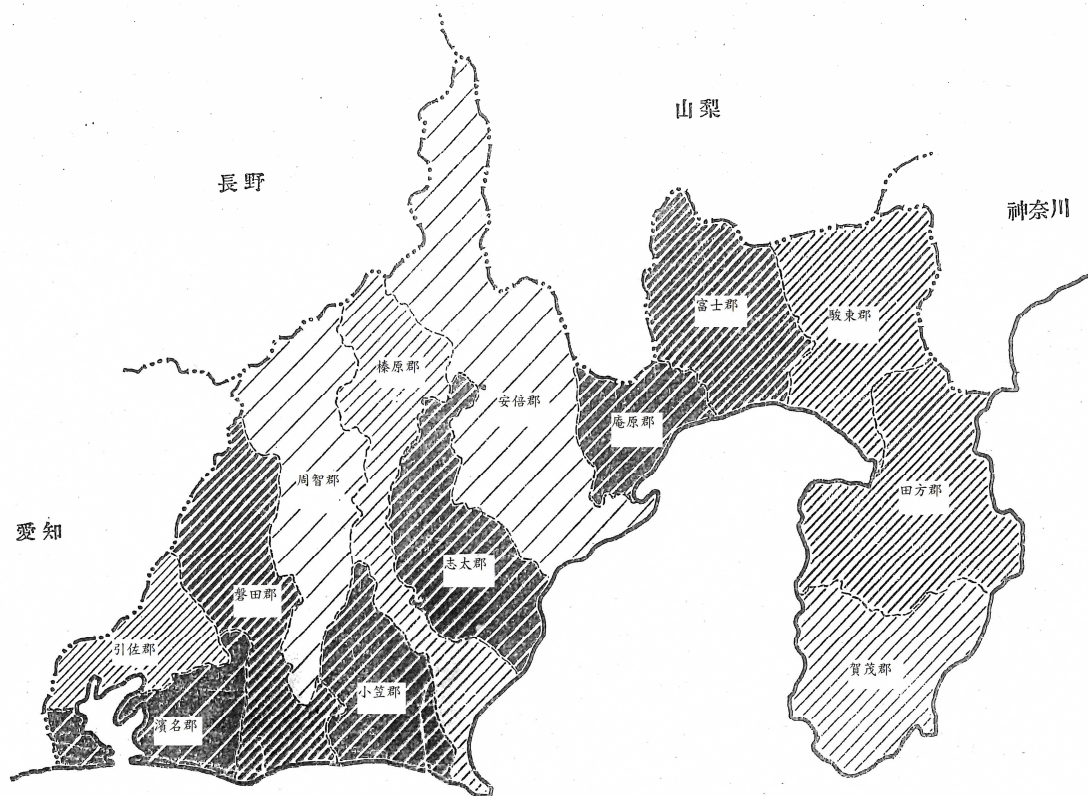 山梨
長野
神奈川
富士郡
駿東郡
榛原郡
安倍郡
庵原郡
周智郡
田方郡
愛知
志太郡
磐田郡
引佐郡
賀茂郡
小笠郡
濱名郡